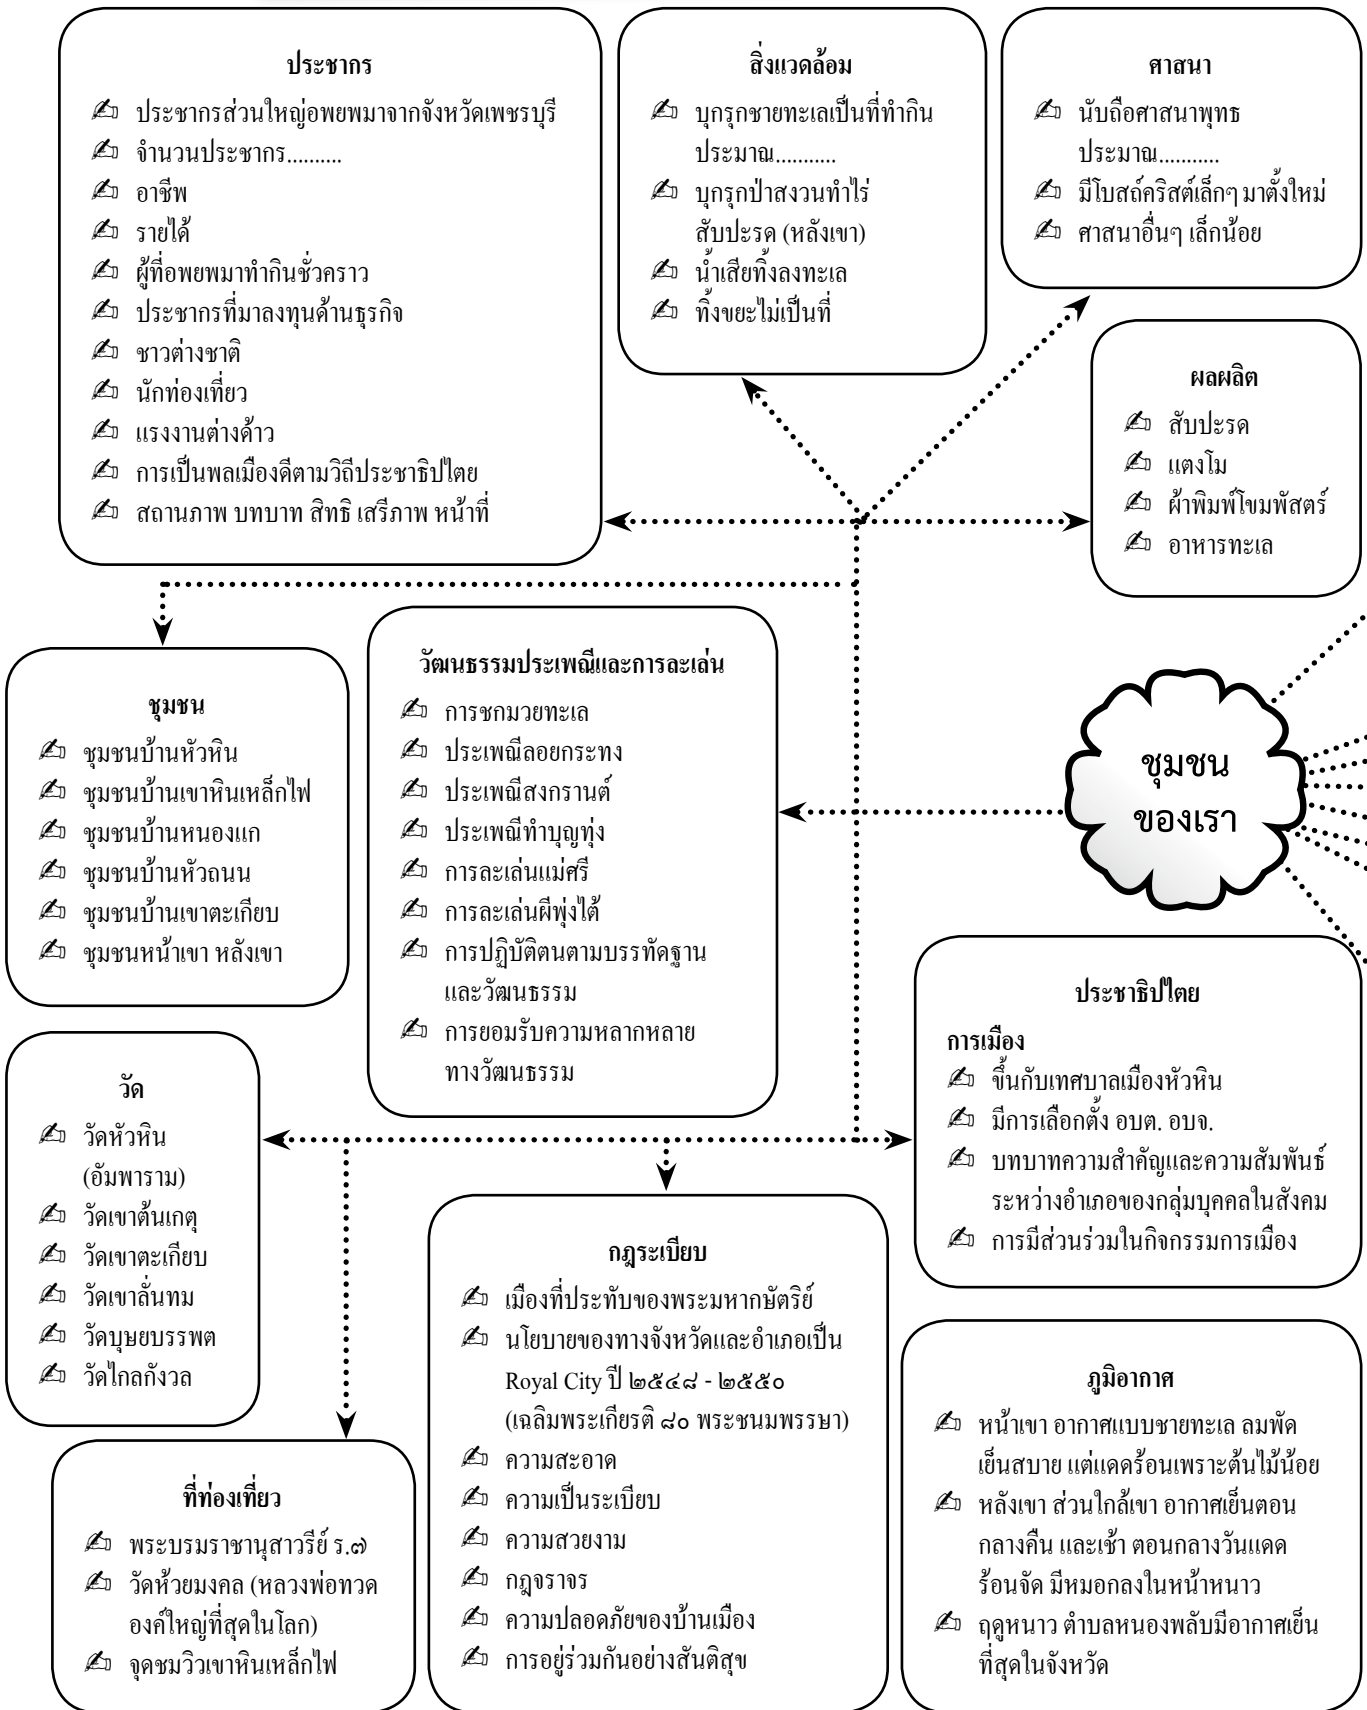 ประชากร
ประชากรส่วนใหญ่อพยพมาจากจังหวัดเพชรบุรี
จำนวนประชากร..........
อาชีพ
รายได้
ผู้ที่อพยพมาทำกินชั่วคราว
ประชากรที่มาลงทุนด้านธุรกิจ
ชาวต่างชาติ
นักท่องเที่ยว
แรงงานต่างด้าว
การเป็นพลเมืองดีตามวิถีประชาธิปไตย
สถานภาพ บทบาท สิทธิ เสรีภาพ หน้าที่
สิ่งแวดล้อม
บุกรุกชายทะเลเป็นที่ทำกิน
ประมาณ...........
บุกรุกป่าสงวนทำไร่
สับปะรด (หลังเขา)
น้ำเสียทิ้งลงทะเล
ทิ้งขยะไม่เป็นที่
ศาสนา
นับถือศาสนาพุทธ
ประมาณ...........
มีโบสถ์คริสต์เล็กๆ มาตั้งใหม่
ศาสนาอื่นๆ เล็กน้อย
ผลผลิต
สับปะรด
แตงโม
ผ้าพิมพ์โขมพัสตร์
อาหารทะเล
ชุมชน
ชุมชนบ้านหัวหิน
ชุมชนบ้านเขาหินเหล็กไฟ
ชุมชนบ้านหนองแก
ชุมชนบ้านหัวถนน
ชุมชนบ้านเขาตะเกียบ
ชุมชนหน้าเขา หลังเขา
วัฒนธรรมประเพณีและการละเล่น
การชกมวยทะเล
ประเพณีลอยกระทง
ประเพณีสงกรานต์
ประเพณีทำบุญทุ่ง
การละเล่นแม่ศรี
การละเล่นผีพุ่งไต้
การปฏิบัติตนตามบรรทัดฐาน
และวัฒนธรรม
การยอมรับความหลากหลาย
ทางวัฒนธรรม
ชุมชน
ของเรา
ประชาธิปไตย
การเมือง
ขึ้นกับเทศบาลเมืองหัวหิน
มีการเลือกตั้ง อบต. อบจ.
บทบาทความสำคัญและความสัมพันธ์
ระหว่างอำเภอของกลุ่มบุคคลในสังคม
การมีส่วนร่วมในกิจกรรมการเมือง
วัด
วัดหัวหิน
(อัมพาราม)
วัดเขาต้นเกตุ
วัดเขาตะเกียบ
วัดเขาลั่นทม
วัดบุษยบรรพต
วัดไกลกังวล
กฎระเบียบ
เมืองที่ประทับของพระมหากษัตริย์
นโยบายของทางจังหวัดและอำเภอเป็น
Royal City ปี ๒๕๔๘ - ๒๕๕๐
(เฉลิมพระเกียรติ ๘๐ พระชนมพรรษา)
ความสะอาด
ความเป็นระเบียบ
ความสวยงาม
กฎจราจร
ความปลอดภัยของบ้านเมือง
การอยู่ร่วมกันอย่างสันติสุข
ภูมิอากาศ
หน้าเขา อากาศแบบชายทะเล ลมพัด
เย็นสบาย แต่แดดร้อนเพราะต้นไม้น้อย
หลังเขา ส่วนใกล้เขา อากาศเย็นตอน
กลางคืน และเช้า ตอนกลางวันแดด
ร้อนจัด มีหมอกลงในหน้าหนาว
ฤดูหนาว ตำบลหนองพลับมีอากาศเย็น
ที่สุดในจังหวัด
ที่ท่องเที่ยว
พระบรมราชานุสาวรีย์ ร.๗
วัดห้วยมงคล (หลวงพ่อทวด
องค์ใหญ่ที่สุดในโลก)
จุดชมวิวเขาหินเหล็กไฟ